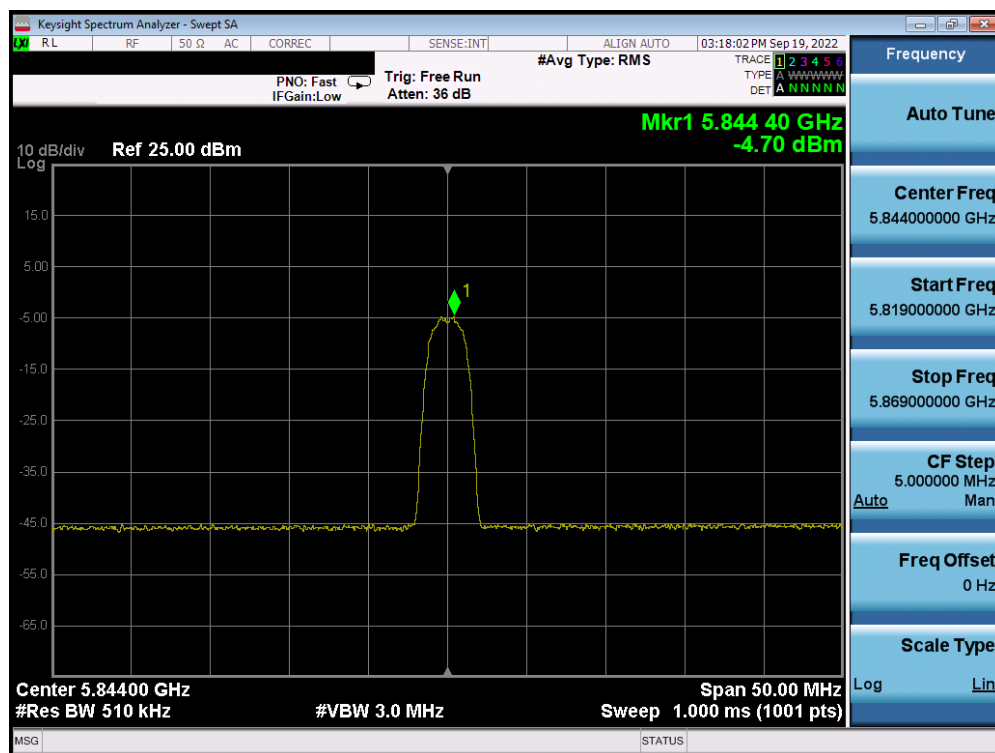 Keysight Spectrum Analyzer - Swept SA
LXI RL RF 50 Ω AC CORREC SENSE:INT ALIGN AUTO 03:18:02 PM Sep 19, 2022
#Avg Type: RMS TRACE 1 2 3 4 5 6
TYPE A WWWWW
DET A N N N N N
PNO: Fast Trig: Free Run
IFGain:Low Atten: 36 dB
Mkr1 5.844 40 GHz
-4.70 dBm
10 dB/div Ref 25.00 dBm
Log
15.0
5.00
1
-5.00
-15.0
-25.0
-35.0
-45.0
-55.0
-65.0
Center 5.84400 GHz Span 50.00 MHz
#Res BW 510 kHz #VBW 3.0 MHz Sweep 1.000 ms (1001 pts)
MSG STATUS
Frequency
Auto Tune
Center Freq
5.844000000 GHz
Start Freq
5.819000000 GHz
Stop Freq
5.869000000 GHz
CF Step
5.000000 MHz
Auto Man
Freq Offset
0 Hz
Scale Type
Log Lin